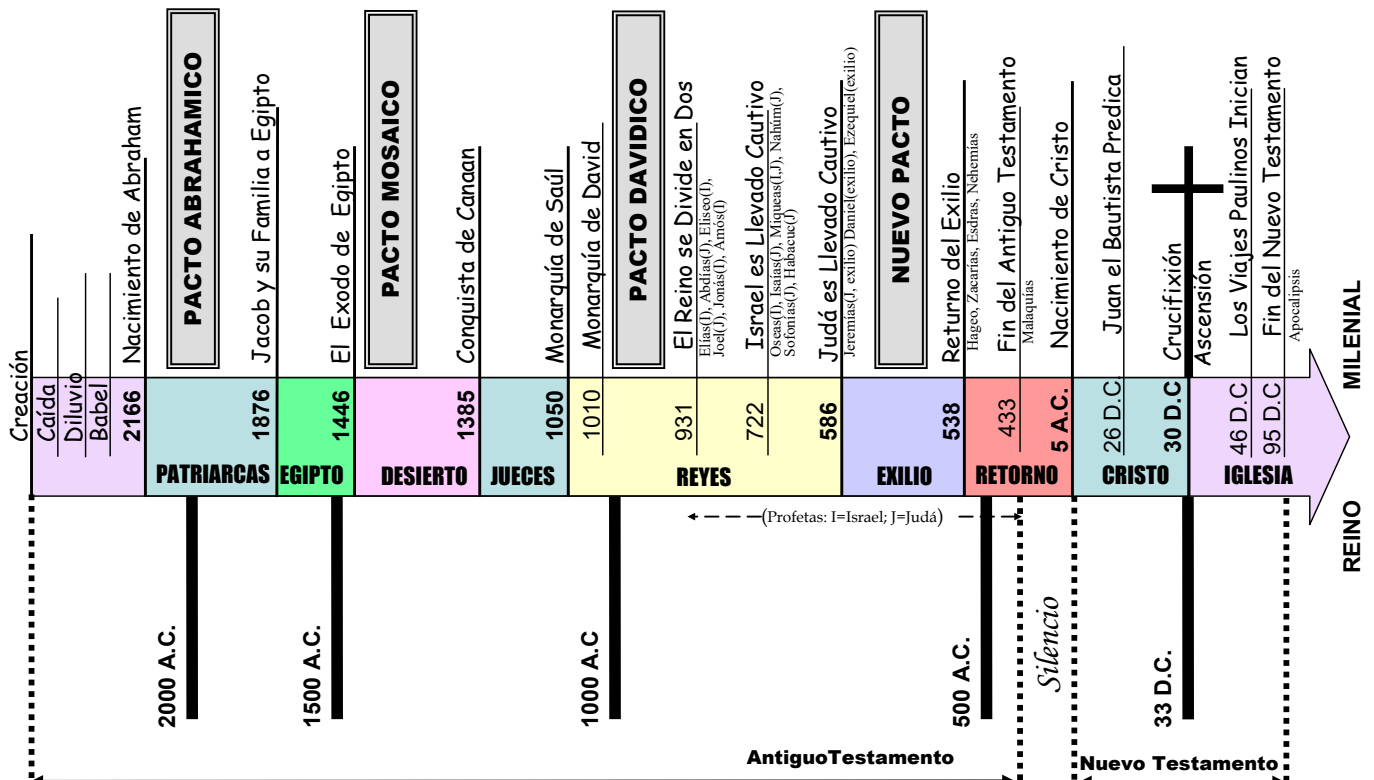 Creación
Caída
Diluvio
Babel
2166
Nacimiento de Abraham
PACTO ABRAHAMICO
1876
Jacob y su Familia a Egipto
1446
El Exodo de Egipto
PACTO MOSAICO
1385
Conquista de Canaan
1050
Monarquía de Saúl
1010
Monarquía de David
PACTO DAVIDICO
931
El Reino se Divide en Dos
Elías(I), Abdías(J), Eliseo(I),
Joel(J), Jonás(I), Amós(I)
722
Israel es Llevado Cautivo
Oseas(I), Isaías(J), Miqueas(I,J), Nahúm(J),
Sofonías(J), Habacuc(J)
586
Judá es Llevado Cautivo
Jeremías(J, exilio) Daniel(exilio), Ezequiel(exilio)
NUEVO PACTO
538
Returno del Exilio
Hageo, Zacarias, Esdras, Nehemías
433
Fin del Antiguo Testamento
Malaquias
5 A.C.
Nacimiento de Cristo
26 D.C
Juan el Bautista Predica
30 D.C
Crucifixión
Ascensión
46 D.C
Los Viajes Paulinos Inician
95 D.C
Fin del Nuevo Testamento
Apocalipsis
MILENIAL
REINO
PATRIARCAS
EGIPTO
DESIERTO
JUECES
REYES
EXILIO
RETORNO
CRISTO
IGLESIA
(Profetas: I=Israel; J=Judá)
2000 A.C.
1500 A.C.
1000 A.C
500 A.C.
Silencio
33 D.C.
AntiguoTestamento
Nuevo Testamento